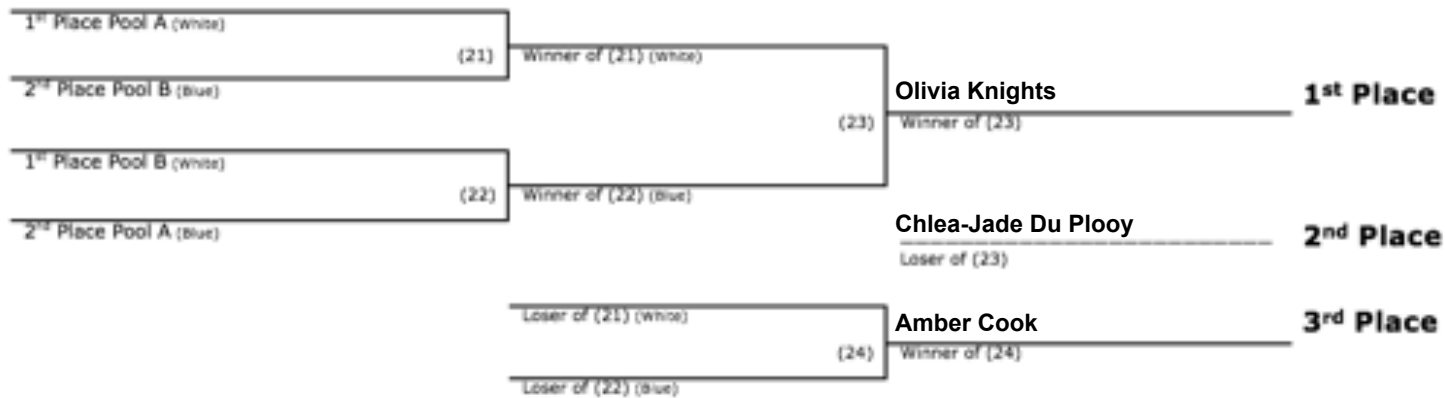 1st Place Pool A (White)
(21)
Winner of (21) (White)
2nd Place Pool B (Blue)
Olivia Knights
1st Place
(23)
Winner of (23)
1st Place Pool B (White)
(22)
Winner of (22) (Blue)
2nd Place Pool A (Blue)
Chlea-Jade Du Plooy
2nd Place
Loser of (23)
Loser of (21) (White)
Amber Cook
3rd Place
(24)
Winner of (24)
Loser of (22) (Blue)